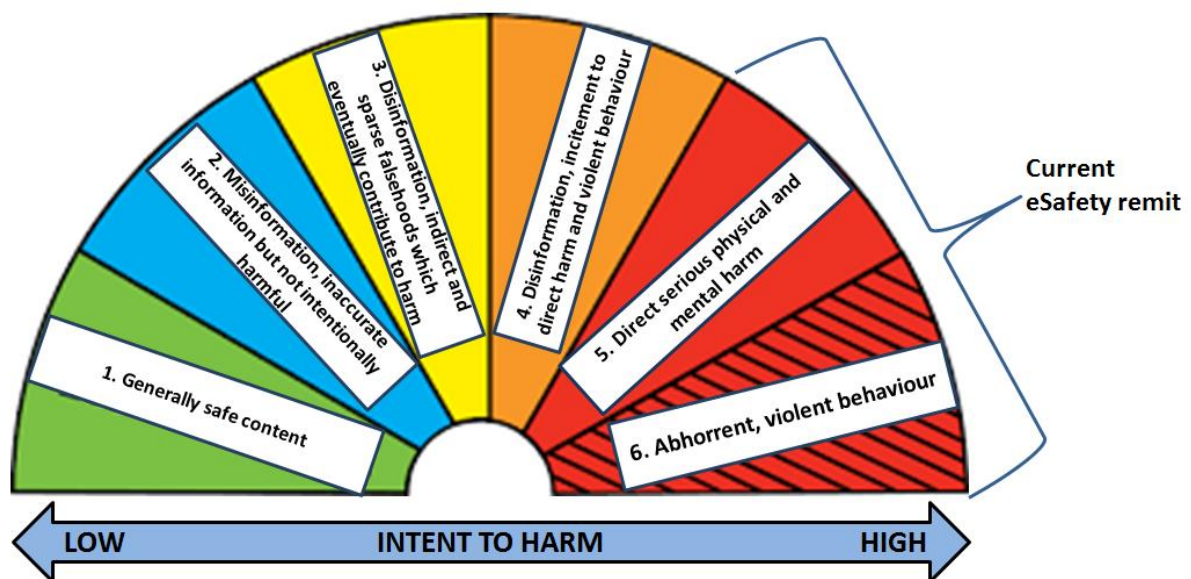 1. Generally safe content
2. Misinformation, inaccurate
information but not intentionally
harmful
3. Disinformation, indirect and
sparse falsehoods which
eventually contribute to harm
4. Disinformation, incitement to
direct harm and violent behaviour
5. Direct serious physical and
mental harm
6. Abhorrent, violent behaviour
Current
eSafety remit
LOW INTENT TO HARM HIGH